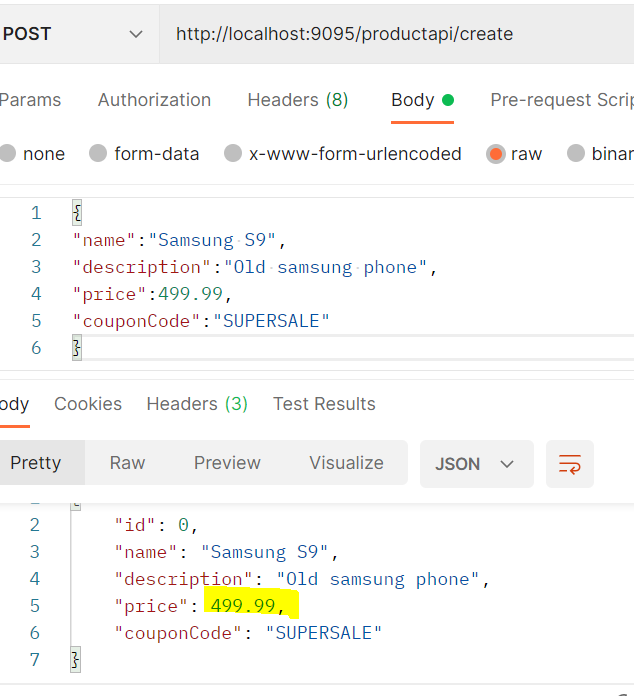 POST http://localhost:9095/productapi/create
Params Authorization Headers (8) Body Pre-request Scrip
none form-data x-www-form-urlencoded raw binar
1 {
2 "name":"Samsung S9",
3 "description":"Old samsung phone",
4 "price":499.99,
5 "couponCode":"SUPERSALE"
6 }
ody Cookies Headers (3) Test Results
Pretty Raw Preview Visualize JSON
{
2 "id": 0,
3 "name": "Samsung S9",
4 "description": "Old samsung phone",
5 "price": 499.99,
6 "couponCode": "SUPERSALE"
7 }